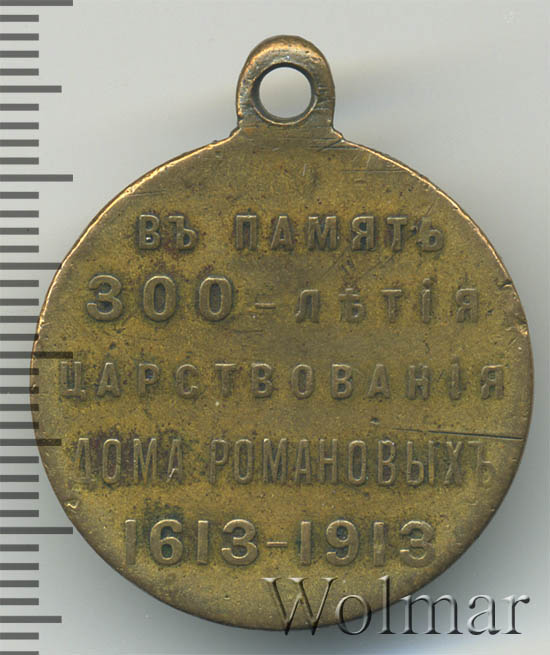 ВЪ ПАМЯТЬ
300-ЛѢТІЯ
ЦАРСТВОВАНІЯ
ДОМА РОМАНОВЫХЪ
1613-1913
Wolmar